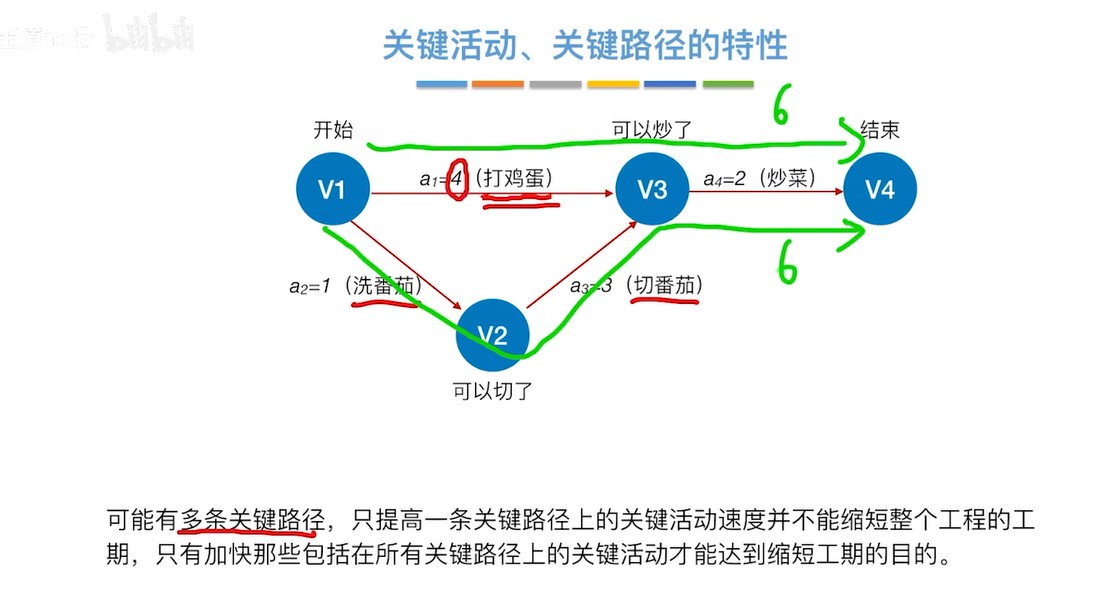 bilibili
关键活动、关键路径的特性
6
开始
可以炒了
结束
V1
a₁=4（打鸡蛋）
V3
a₄=2（炒菜）
V4
6
a₂=1（洗番茄）
a₃=3（切番茄）
V2
可以切了
可能有多条关键路径，只提高一条关键路径上的关键活动速度并不能缩短整个工程的工
期，只有加快那些包括在所有关键路径上的关键活动才能达到缩短工期的目的。